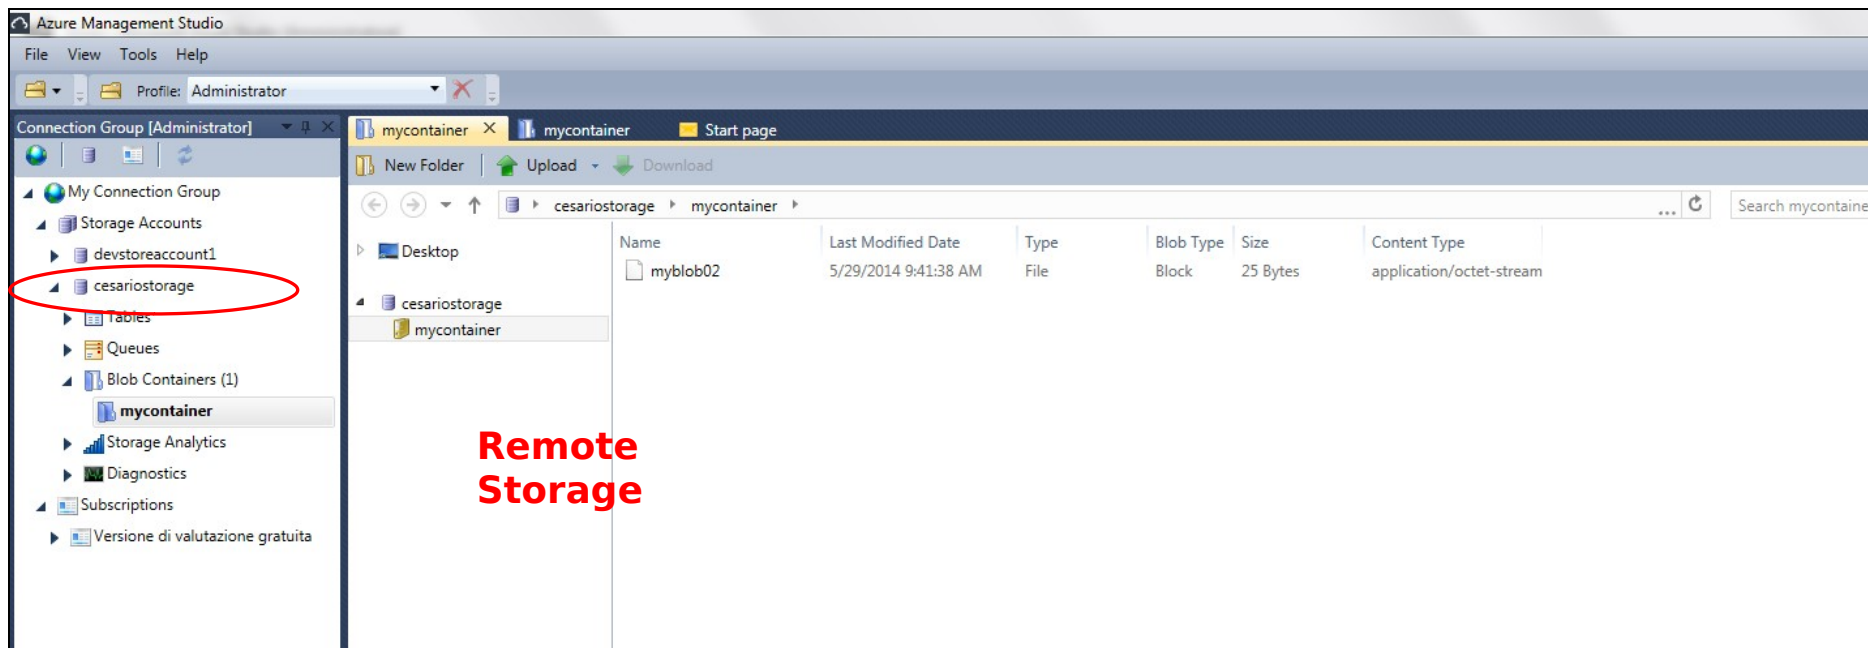 Azure Management Studio
File View Tools Help
Profile: Administrator
Connection Group [Administrator]
mycontainer
mycontainer
Start page
New Folder
Upload
Download
cesariostorage
mycontainer
...
Search mycontaine
My Connection Group
Storage Accounts
devstoreaccount1
cesariostorage
Tables
Queues
Blob Containers (1)
mycontainer
Storage Analytics
Diagnostics
Subscriptions
Versione di valutazione gratuita
Desktop
cesariostorage
mycontainer
Name Last Modified Date Type Blob Type Size Content Type
myblob02 5/29/2014 9:41:38 AM File Block 25 Bytes application/octet-stream
Remote
Storage